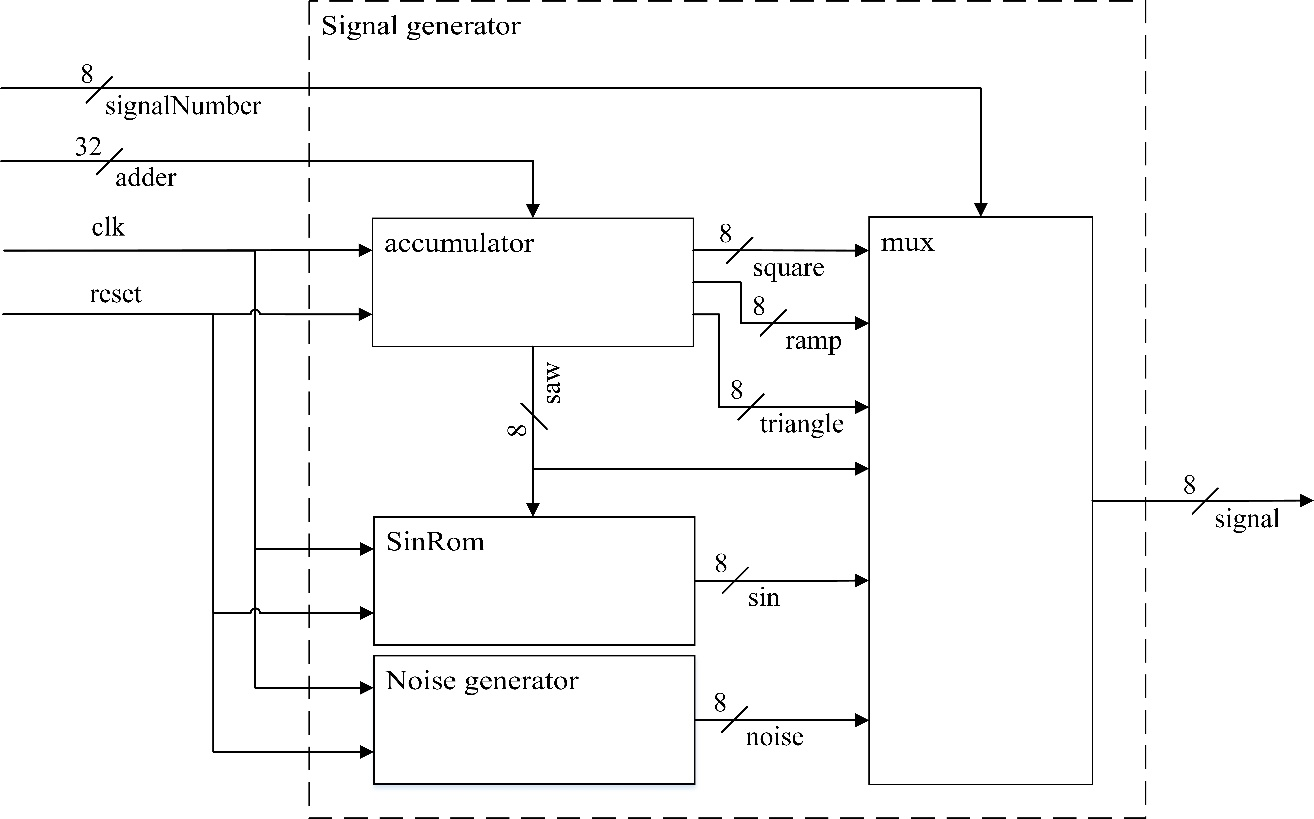 Signal generator
8
signalNumber
32
adder
clk
accumulator
8
square
mux
reset
8
ramp
saw
8
8
triangle
8
signal
SinRom
8
sin
Noise generator
8
noise